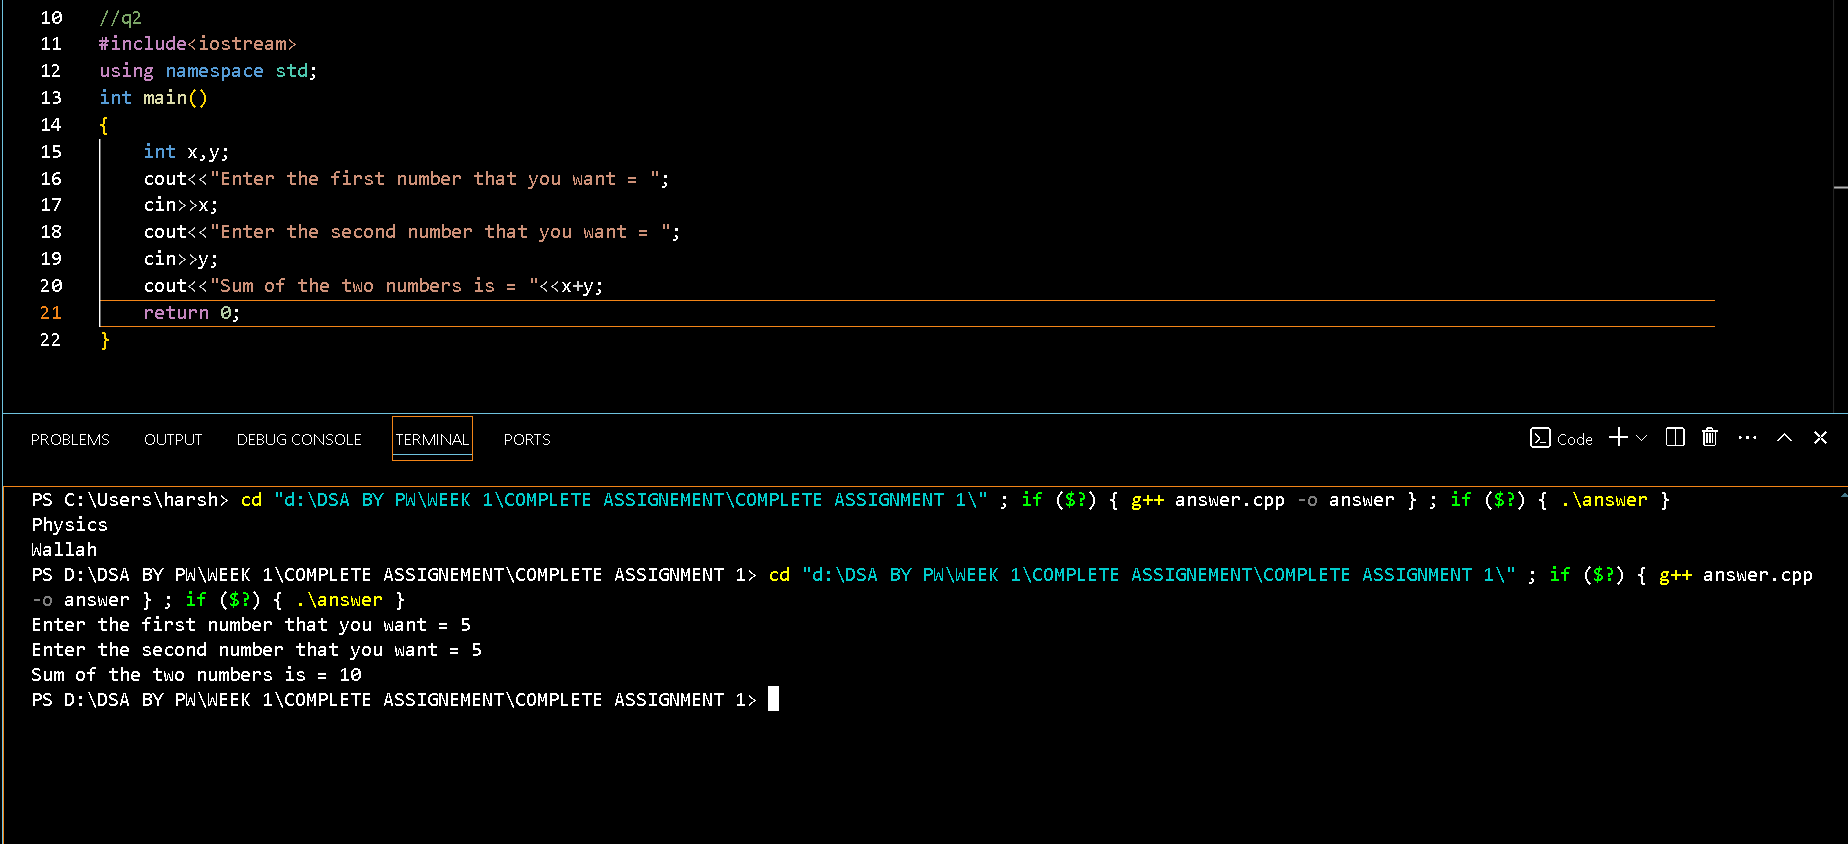 10 //q2
11 #include<iostream>
12 using namespace std;
13 int main()
14 {
15     int x,y;
16     cout<<"Enter the first number that you want = ";
17     cin>>x;
18     cout<<"Enter the second number that you want = ";
19     cin>>y;
20     cout<<"Sum of the two numbers is = "<<x+y;
21     return 0;
22 }
PROBLEMS OUTPUT DEBUG CONSOLE TERMINAL PORTS Code
PS C:\Users\harsh> cd "d:\DSA BY PW\WEEK 1\COMPLETE ASSIGNEMENT\COMPLETE ASSIGNMENT 1\" ; if ($?) { g++ answer.cpp -o answer } ; if ($?) { .\answer }
Physics
Wallah
PS D:\DSA BY PW\WEEK 1\COMPLETE ASSIGNEMENT\COMPLETE ASSIGNMENT 1> cd "d:\DSA BY PW\WEEK 1\COMPLETE ASSIGNEMENT\COMPLETE ASSIGNMENT 1\" ; if ($?) { g++ answer.cpp
-o answer } ; if ($?) { .\answer }
Enter the first number that you want = 5
Enter the second number that you want = 5
Sum of the two numbers is = 10
PS D:\DSA BY PW\WEEK 1\COMPLETE ASSIGNEMENT\COMPLETE ASSIGNMENT 1>